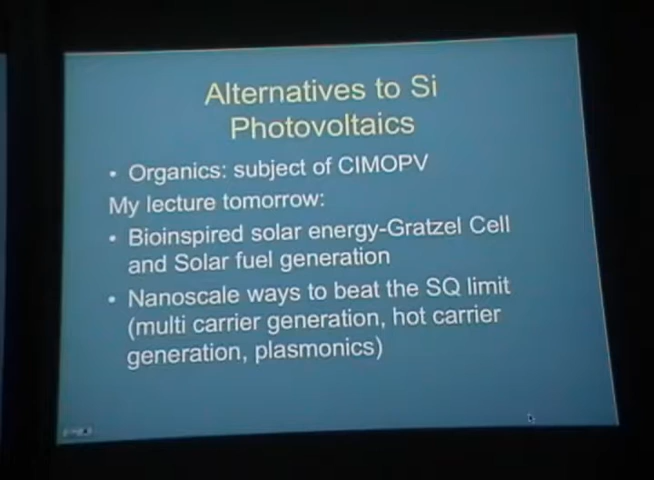 Alternatives to Si
Photovoltaics
• Organics: subject of CIMOPV
My lecture tomorrow:
• Bioinspired solar energy-Gratzel Cell
and Solar fuel generation
• Nanoscale ways to beat the SQ limit
(multi carrier generation, hot carrier
generation, plasmonics)